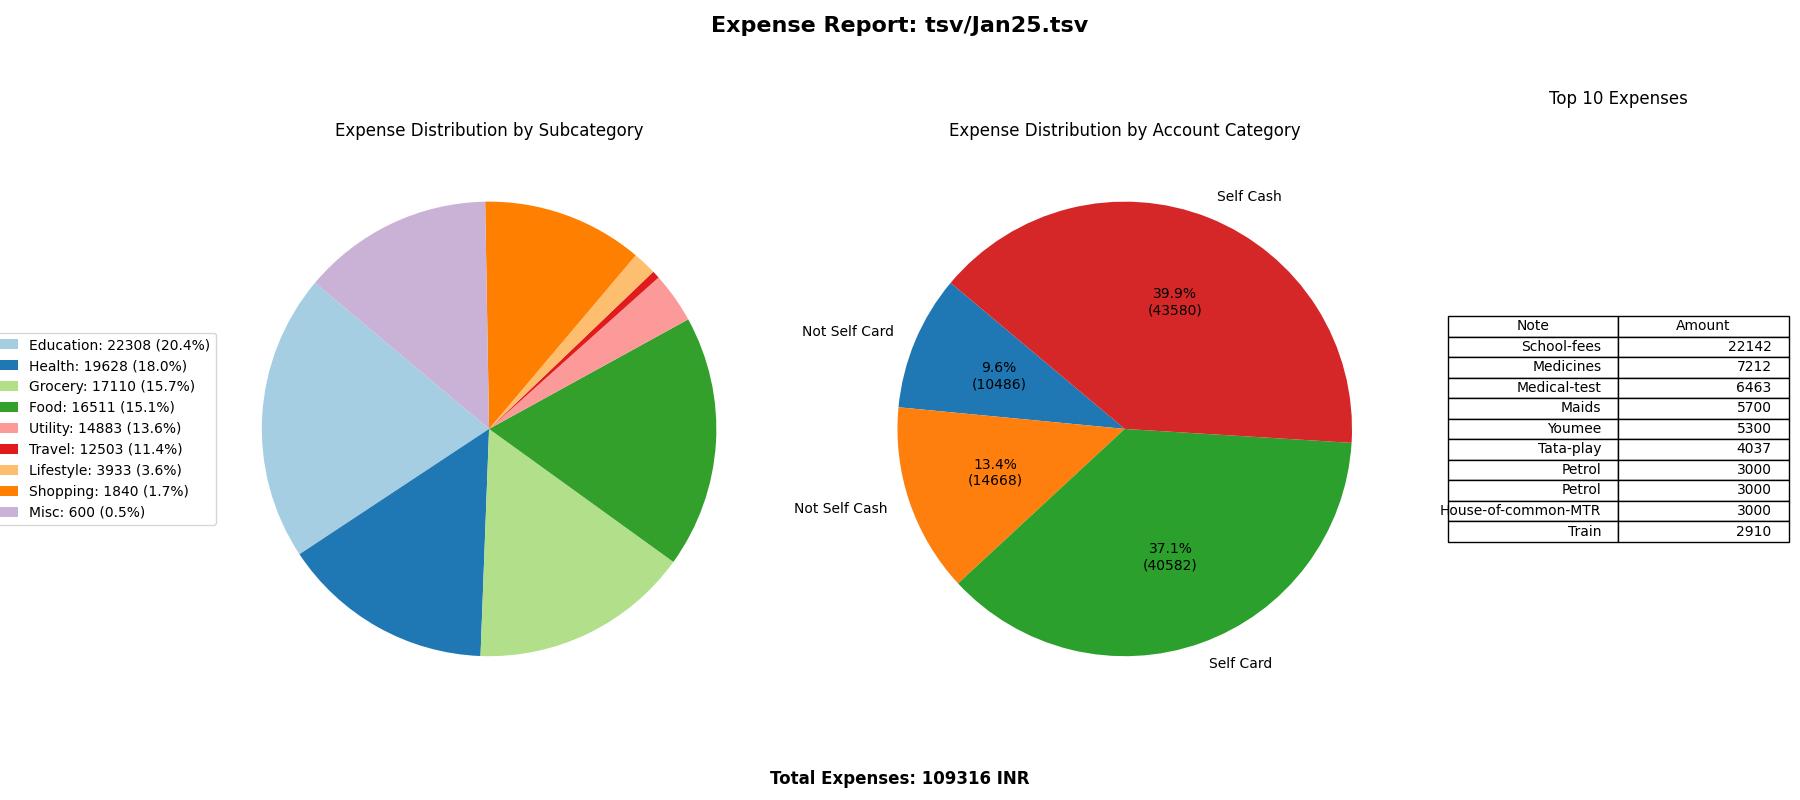 Expense Report: tsv/Jan25.tsv
Expense Distribution by Subcategory
Education: 22308 (20.4%)
Health: 19628 (18.0%)
Grocery: 17110 (15.7%)
Food: 16511 (15.1%)
Utility: 14883 (13.6%)
Travel: 12503 (11.4%)
Lifestyle: 3933 (3.6%)
Shopping: 1840 (1.7%)
Misc: 600 (0.5%)
Expense Distribution by Account Category
Self Cash
39.9%
(43580)
Not Self Card
9.6%
(10486)
Not Self Cash
13.4%
(14668)
37.1%
(40582)
Self Card
Top 10 Expenses
Note Amount
School-fees 22142
Medicines 7212
Medical-test 6463
Maids 5700
Youmee 5300
Tata-play 4037
Petrol 3000
Petrol 3000
House-of-common-MTR 3000
Train 2910
Total Expenses: 109316 INR